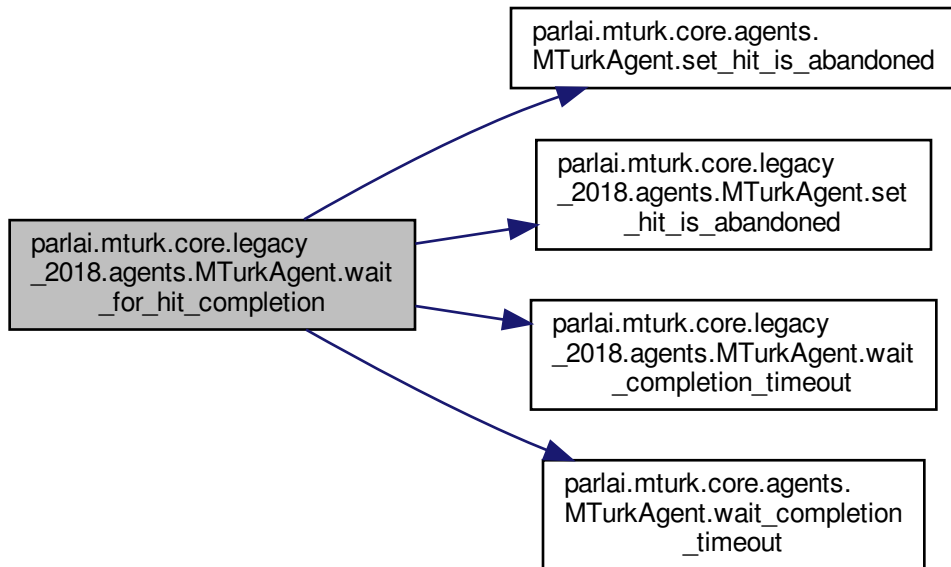 parlai.mturk.core.legacy
_2018.agents.MTurkAgent.wait
_for_hit_completion
parlai.mturk.core.agents.
MTurkAgent.set_hit_is_abandoned
parlai.mturk.core.legacy
_2018.agents.MTurkAgent.set
_hit_is_abandoned
parlai.mturk.core.legacy
_2018.agents.MTurkAgent.wait
_completion_timeout
parlai.mturk.core.agents.
MTurkAgent.wait_completion
_timeout